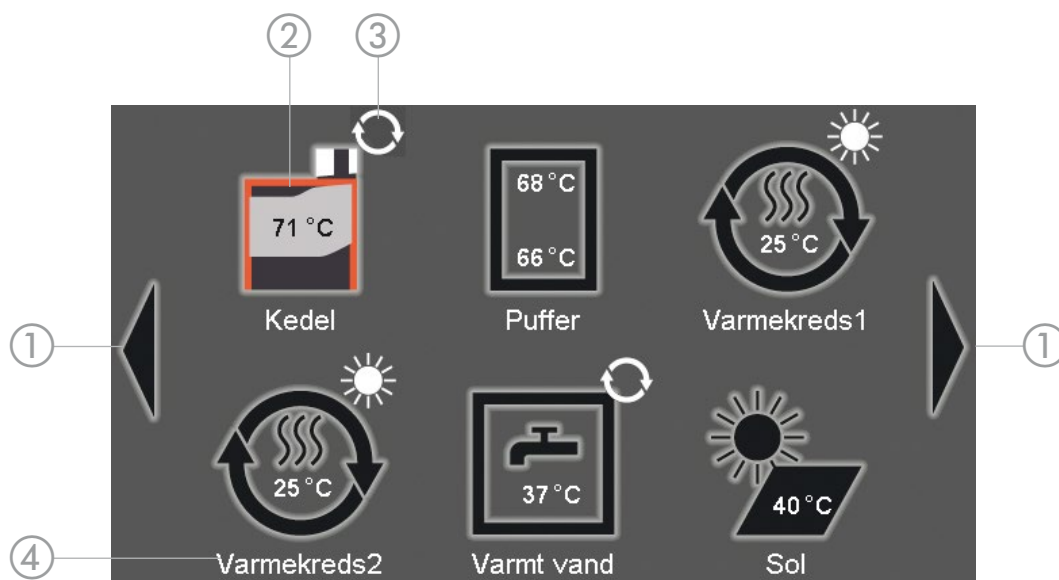 ② ③
71 °C
68 °C
66 °C
25 °C
Kedel Puffer Varmekreds1
① ①
25 °C
37 °C
40 °C
④ Varmekreds2 Varmt vand Sol